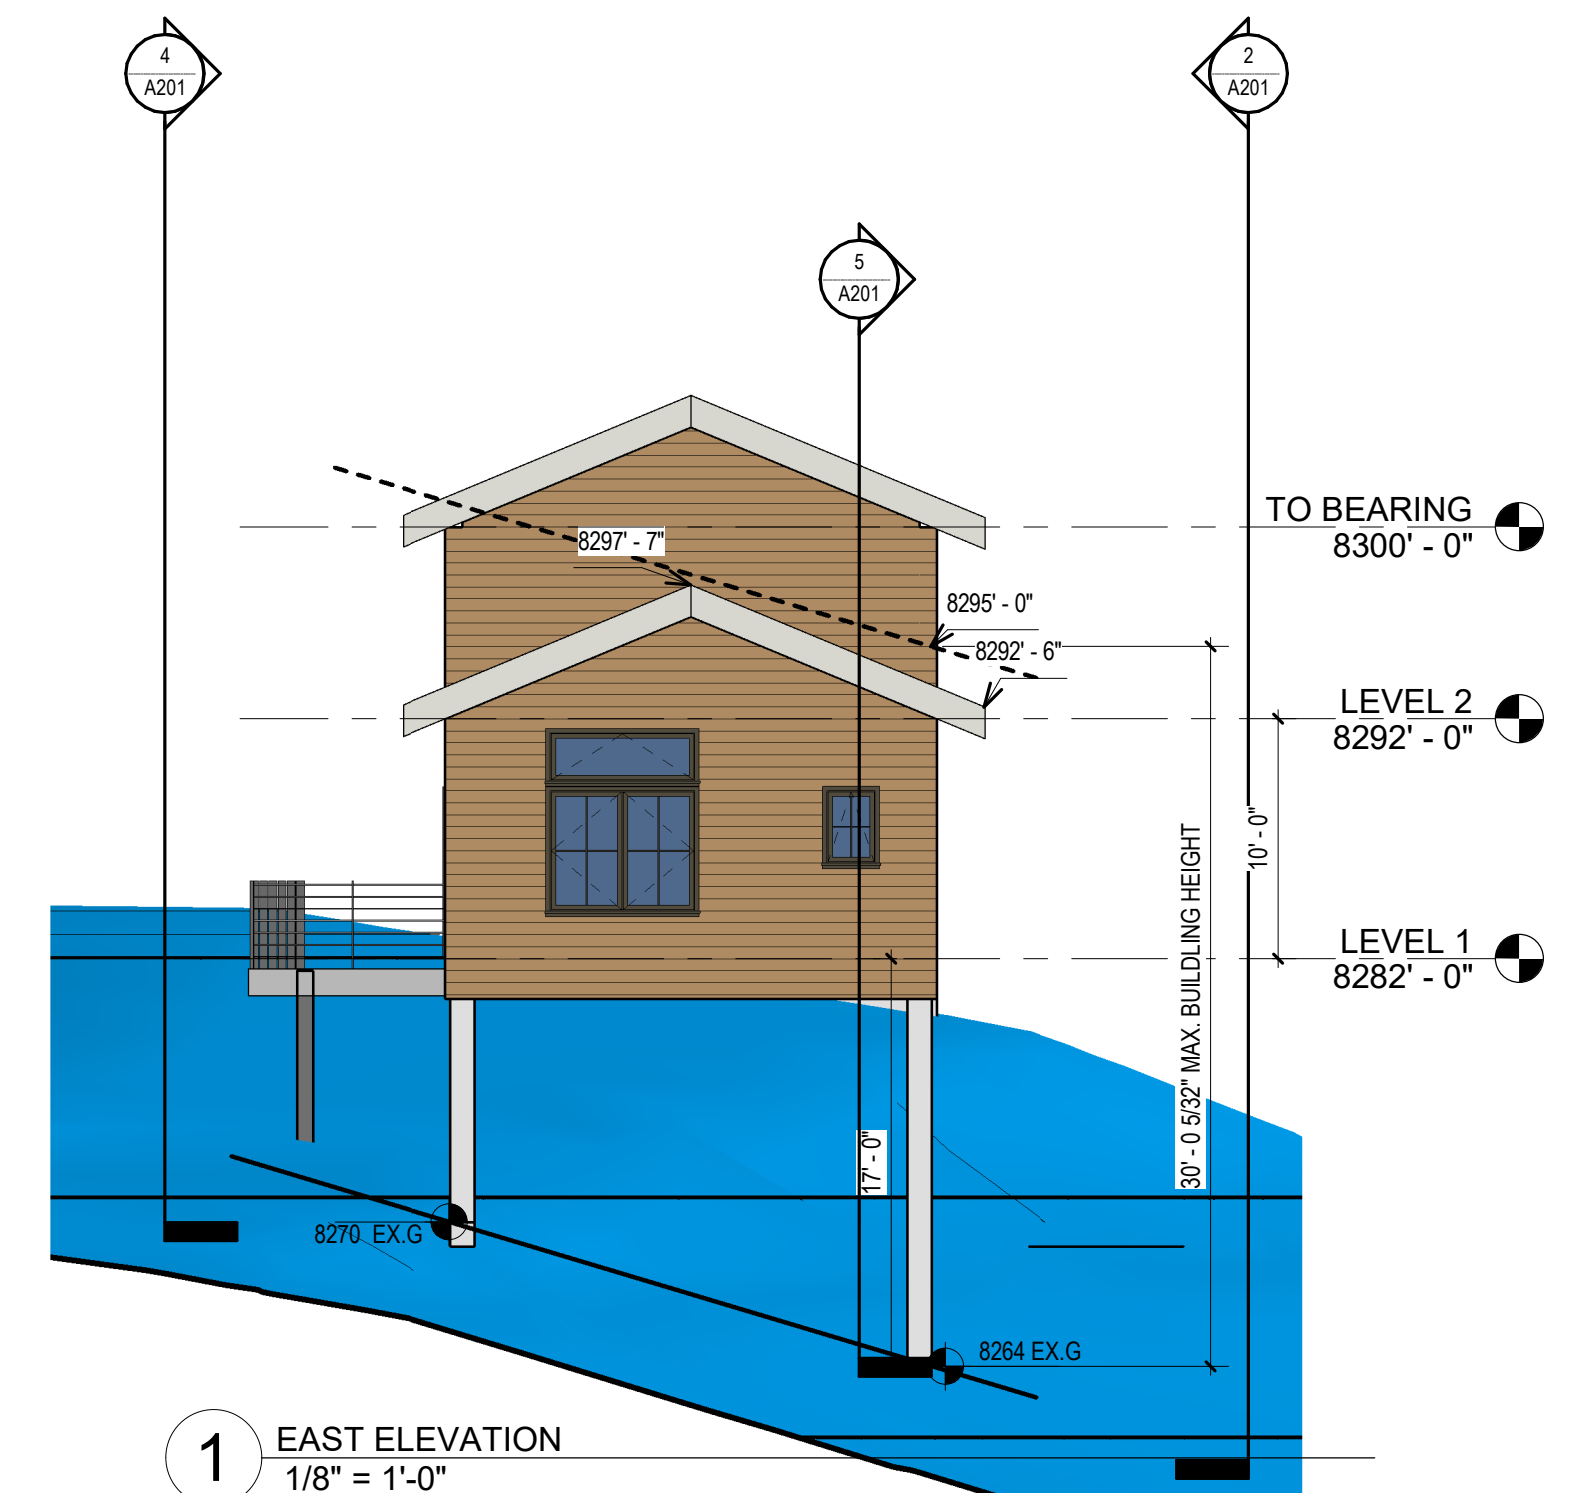 4
A201
2
A201
5
A201
TO BEARING
8300' - 0"
8297' - 7"
8295' - 0"
8292' - 6"
LEVEL 2
8292' - 0"
10' - 0"
30' - 0 5/32" MAX. BUILDLING HEIGHT
LEVEL 1
8282' - 0"
17' - 0"
8270 EX.G
8264 EX.G
1
EAST ELEVATION
1/8" = 1'-0"